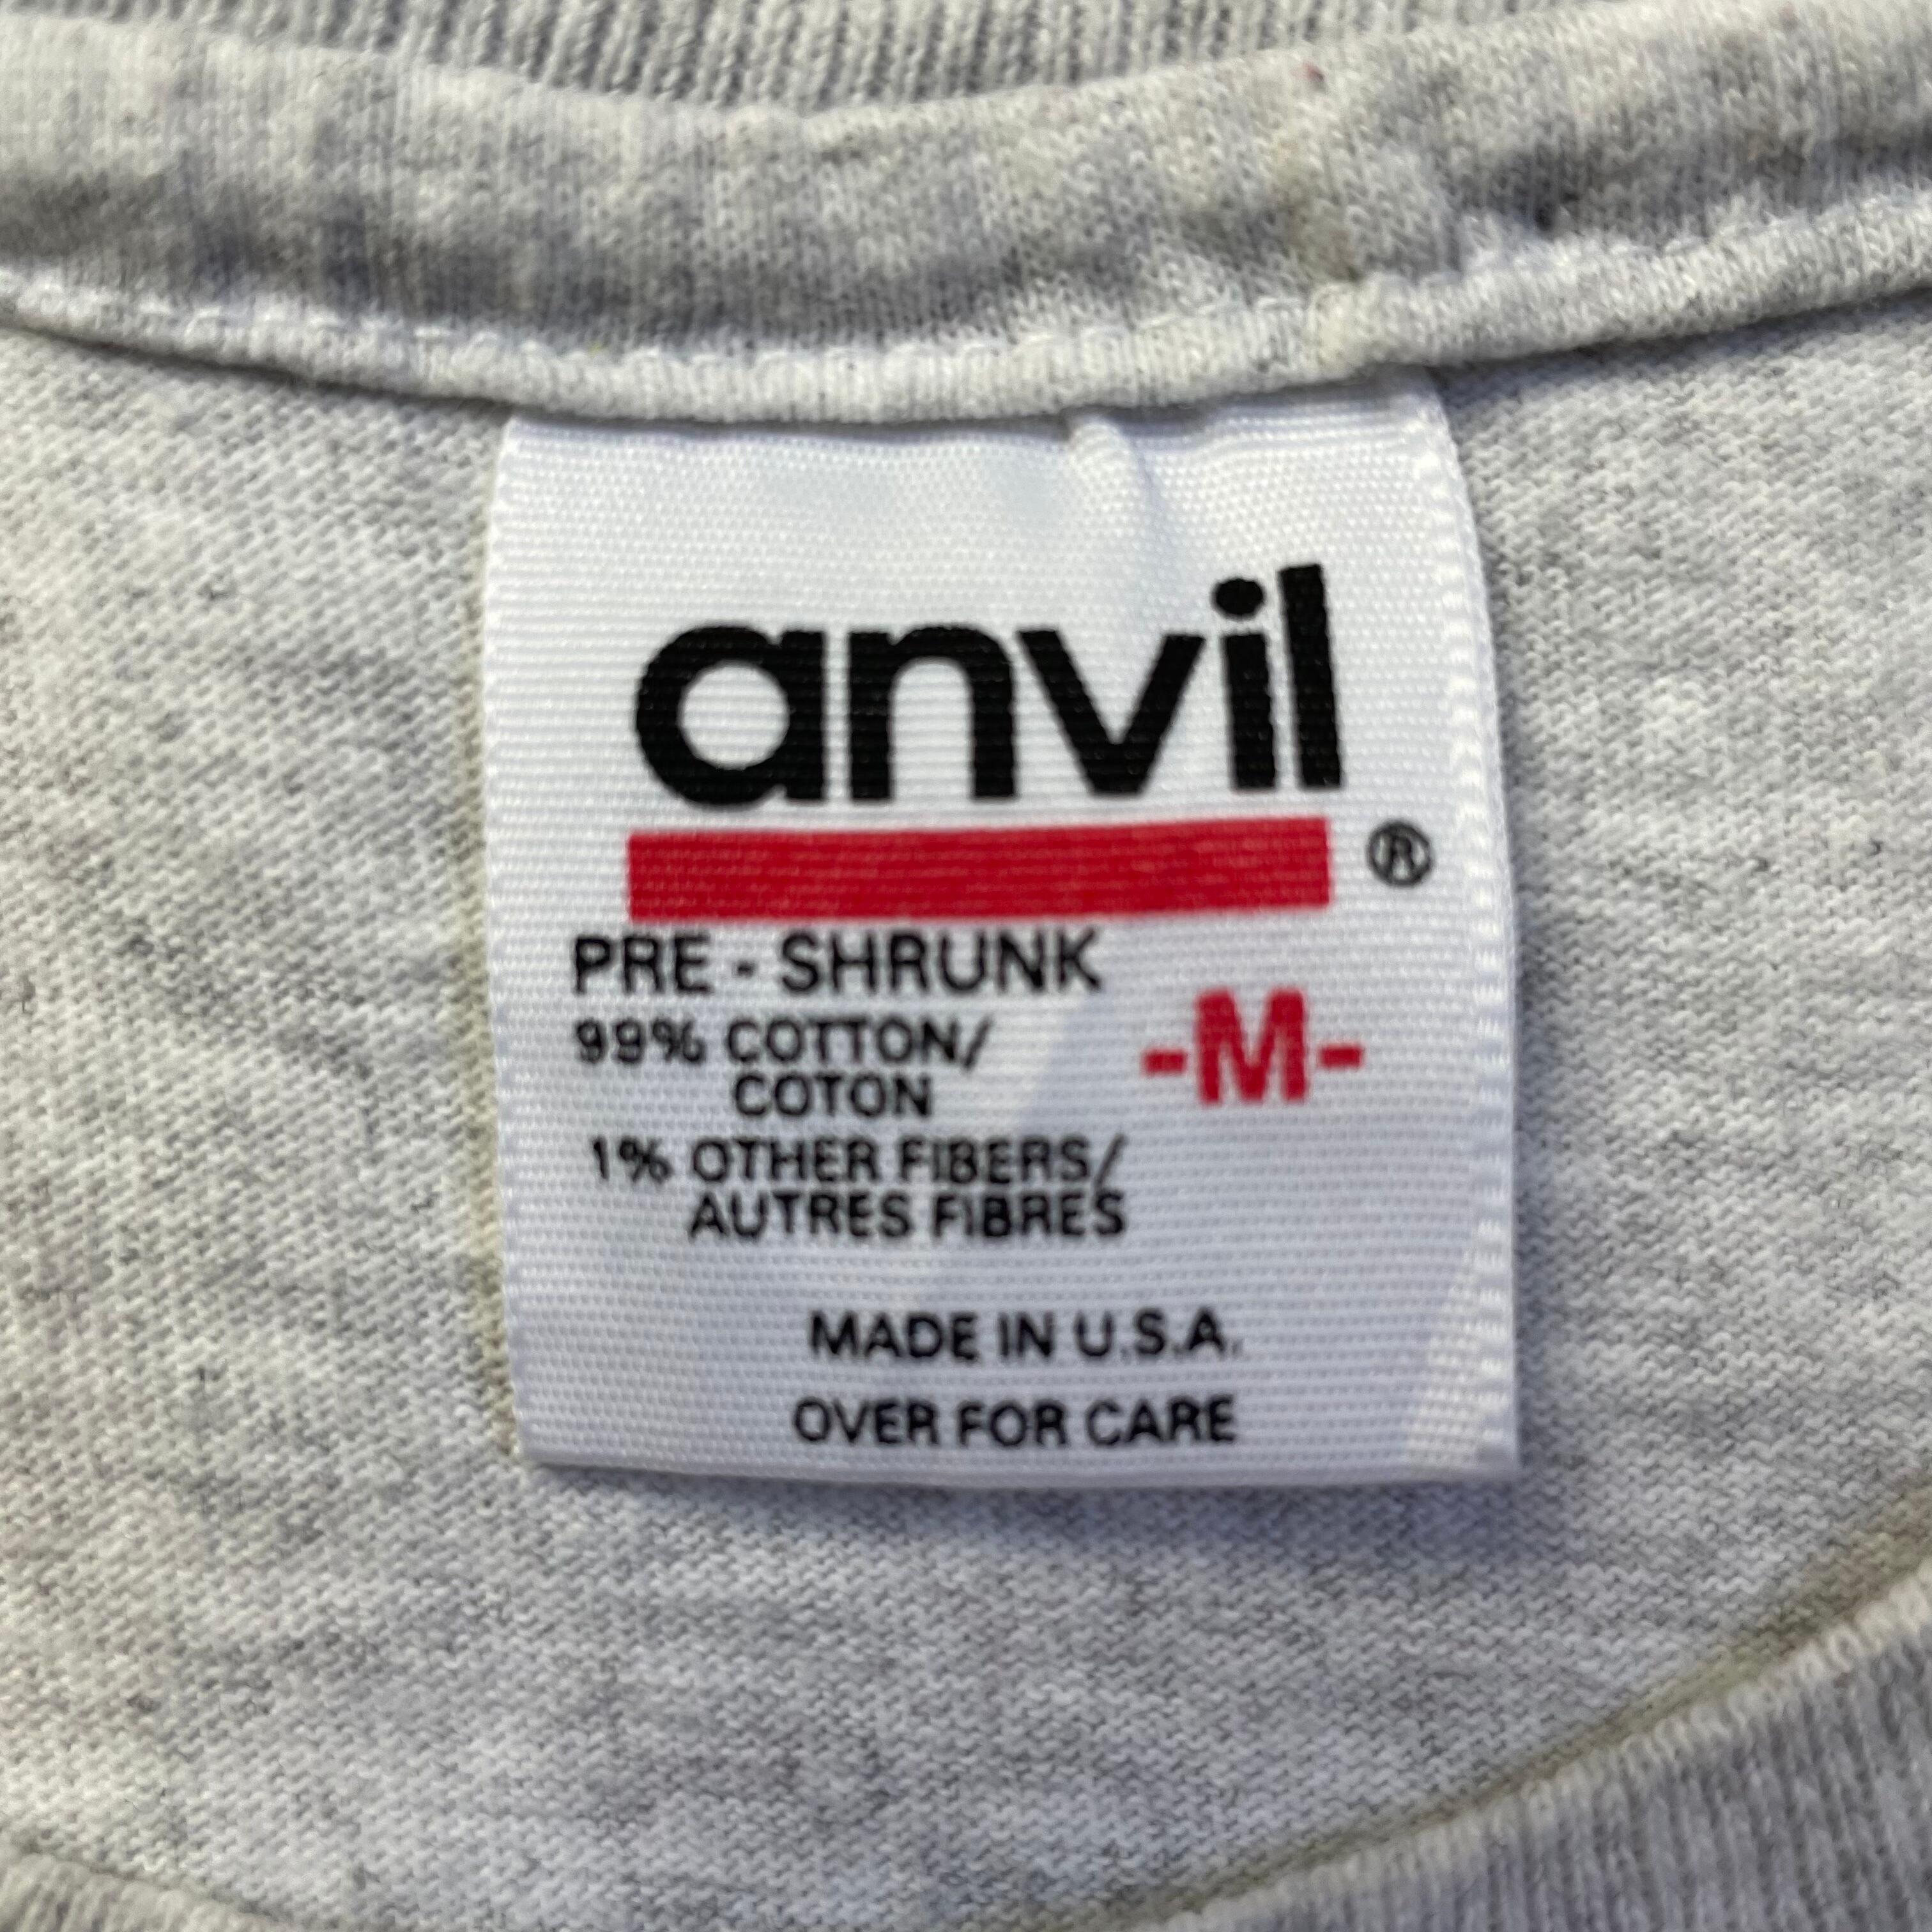 anvil
®
PRE - SHRUNK
99% COTTON/
COTON
-M-
1% OTHER FIBERS/
AUTRES FIBRES
MADE IN U.S.A.
OVER FOR CARE